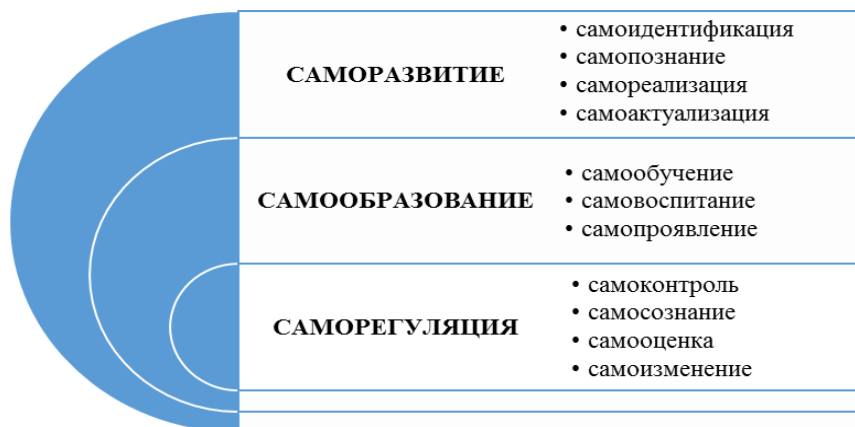 САМОРАЗВИТИЕ
• самоидентификация
• самопознание
• самореализация
• самоактуализация
САМООБРАЗОВАНИЕ
• самообучение
• самовоспитание
• самопроявление
САМОРЕГУЛЯЦИЯ
• самоконтроль
• самосознание
• самооценка
• самоизменение